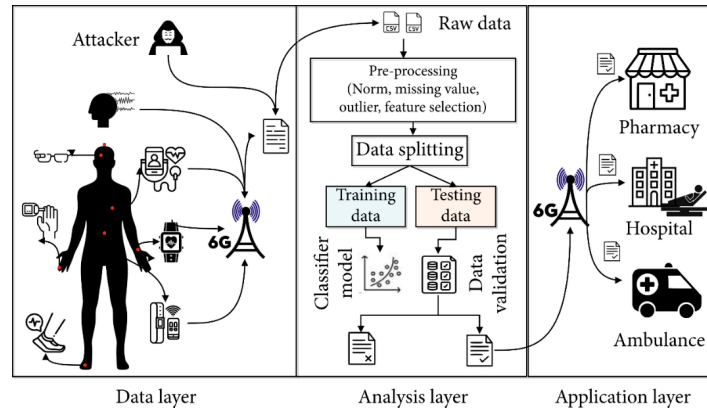 Attacker
6G
Data layer
CSV
CSV
Raw data
Pre-processing
(Norm, missing value,
outlier, feature selection)
Data splitting
Training
data
Testing
data
Classifier
model
Data
validation
Analysis layer
6G
Pharmacy
Hospital
Ambulance
Application layer